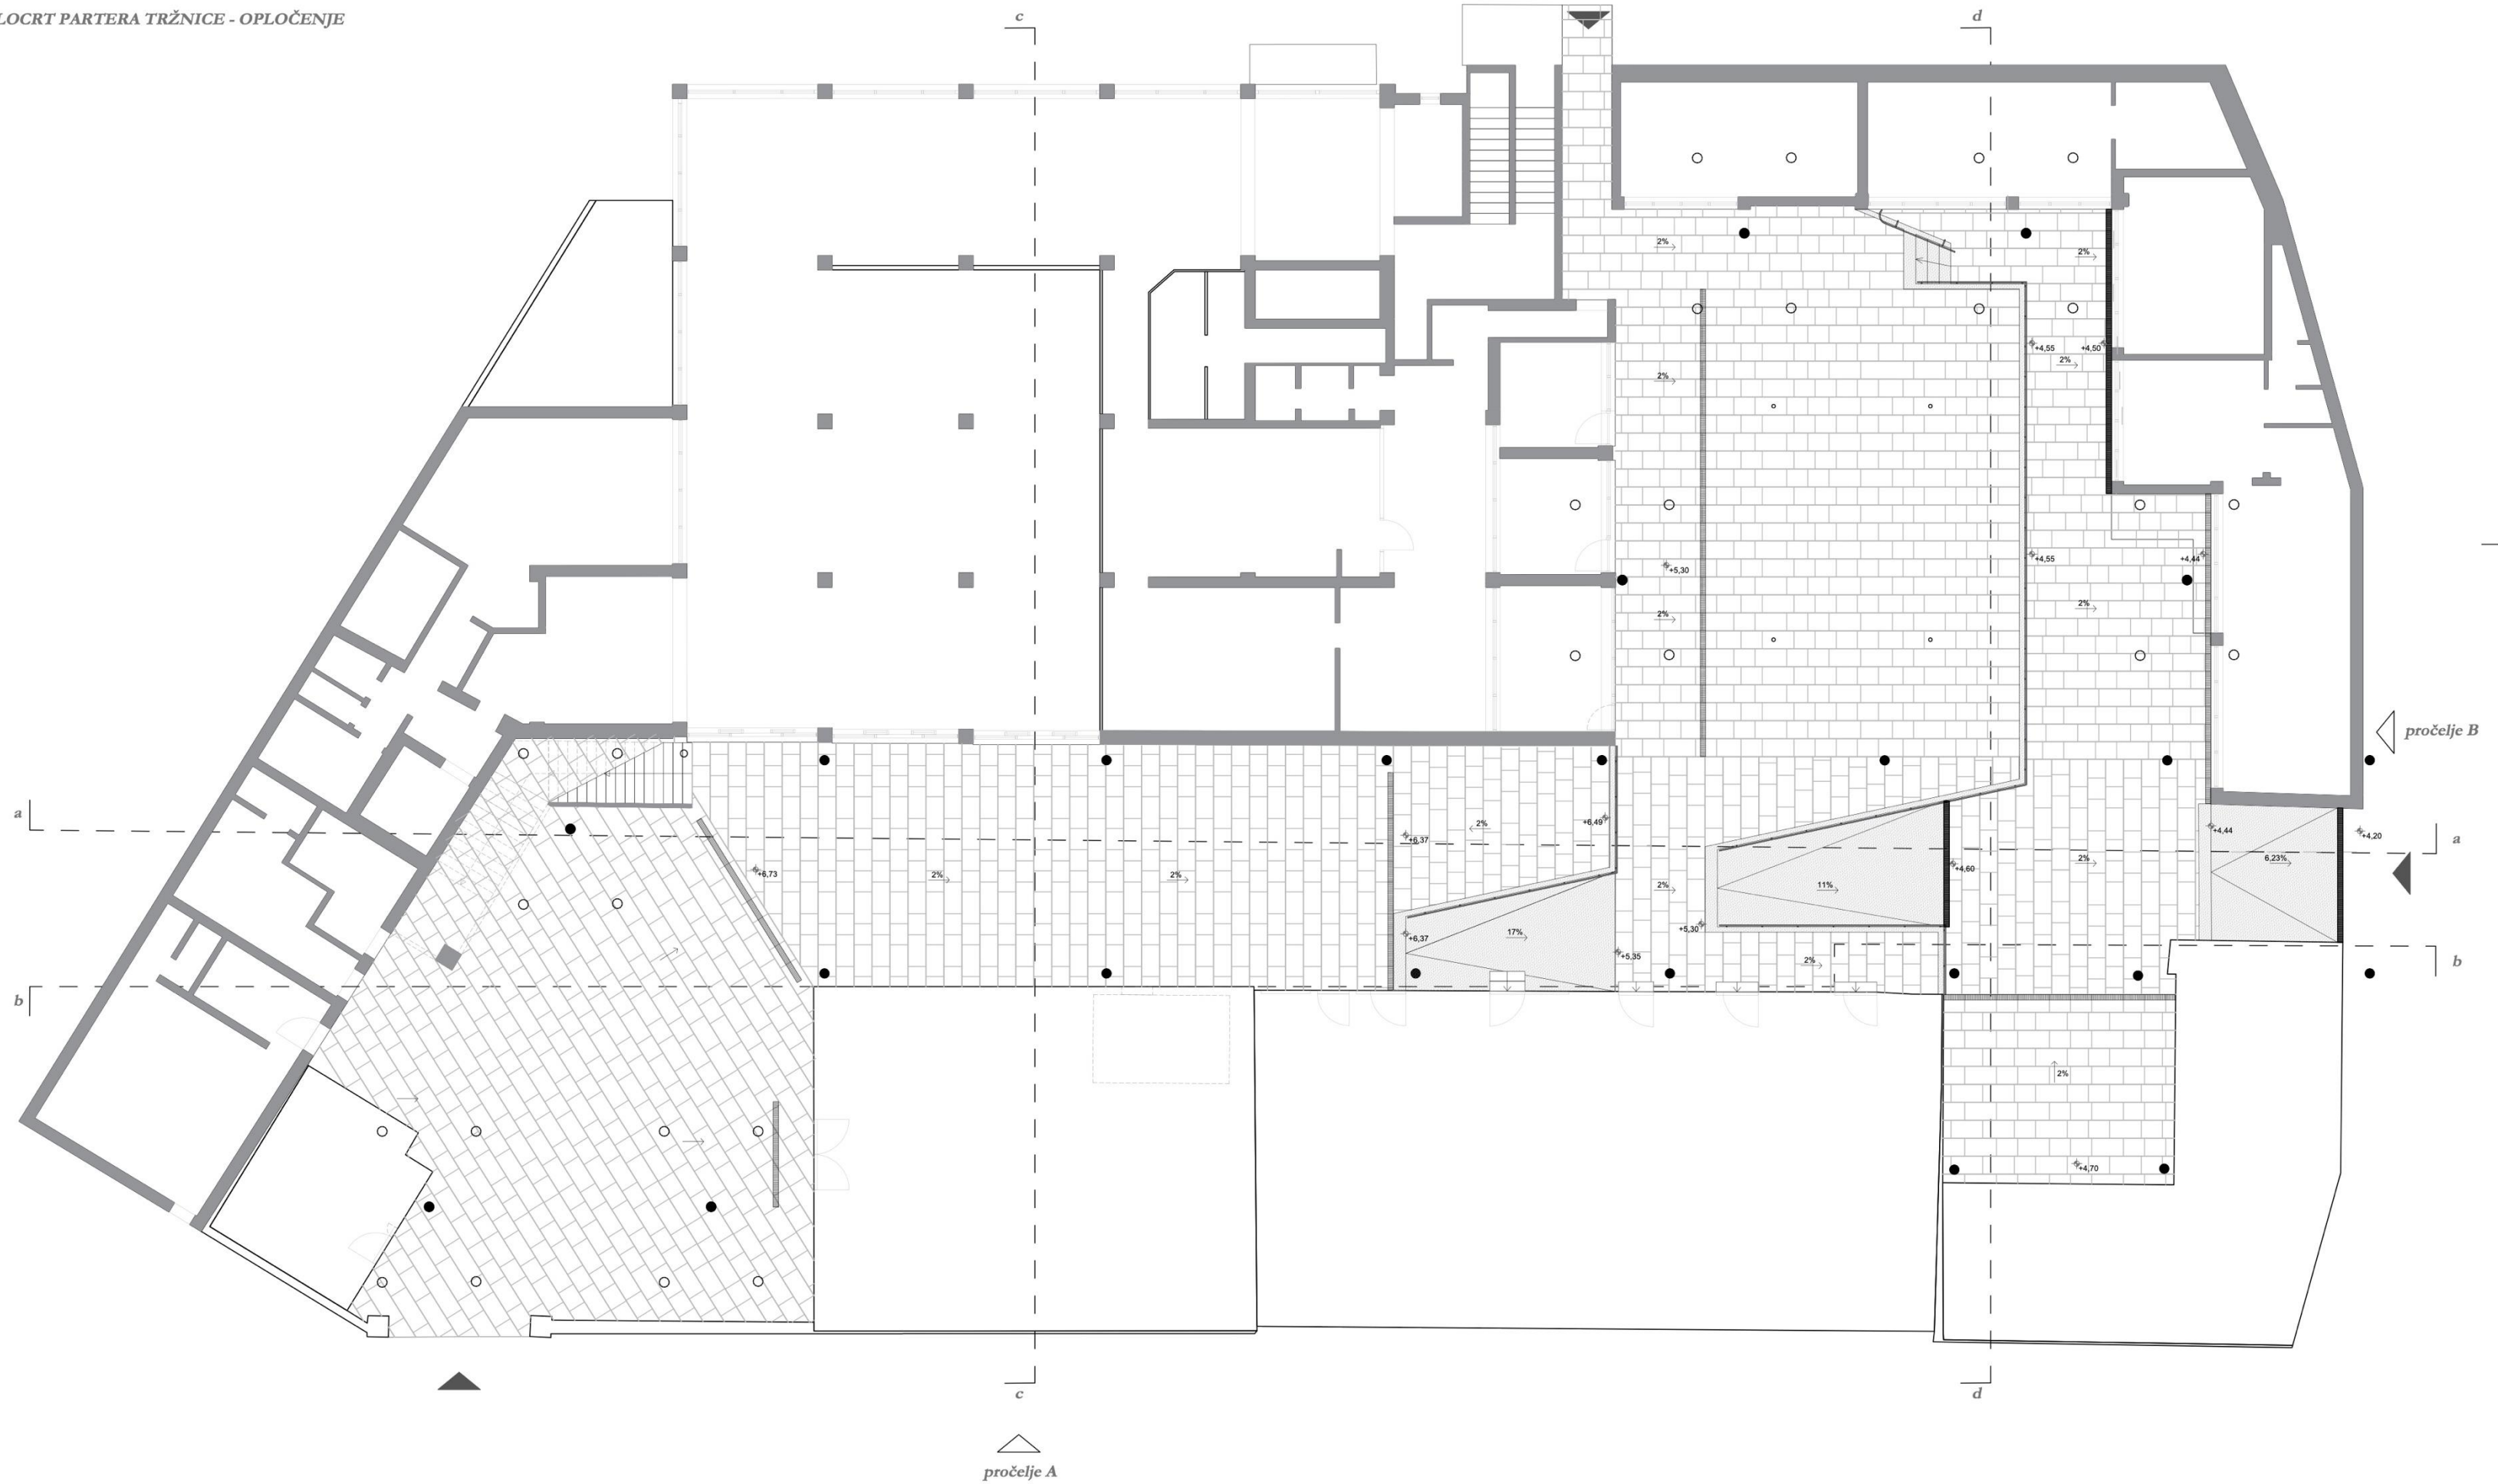 LOCRT PARTERA TRŽNICE - OPLOČENJE
c
d
2%
2%
+4,55
+4,50
2%
2%
+4,55
+4,44
+5,30
2%
2%
pročelje B
a
+6,37
2%
+6,49
+4,44
+4,20
a
+6,73
2%
2%
2%
11%
+4,60
2%
6,23%
+6,37
17%
+5,30
+5,35
2%
b
b
2%
+4,70
c
d
pročelje A